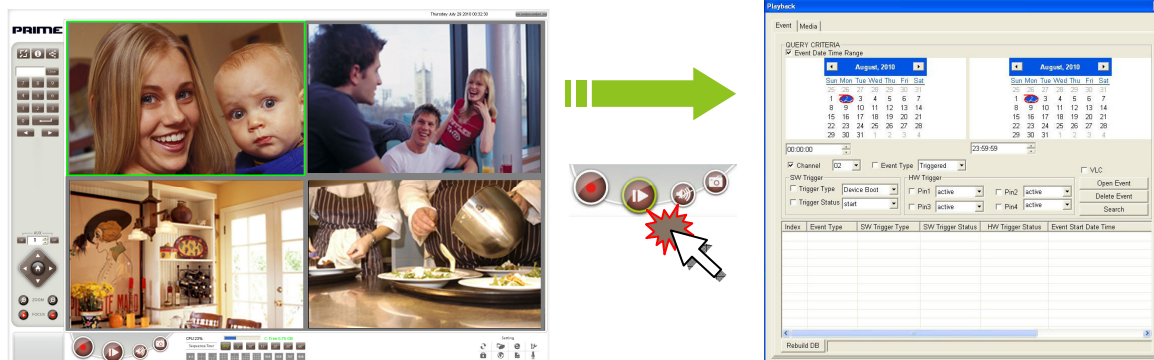 Thursday July 29 2010 00:32:30
PRIME
AUX
1
ZOOM
FOCUS
CPU:23%
Sequence Tour
Setting
Playback
Event
Media
QUERY CRITERIA
Event Date Time Range
August, 2010
Sun Mon Tue Wed Thu Fri Sat
25 26 27 28 29 30 31
1 2 3 4 5 6 7
8 9 10 11 12 13 14
15 16 17 18 19 20 21
22 23 24 25 26 27 28
29 30 31 1 2 3 4
August, 2010
Sun Mon Tue Wed Thu Fri Sat
25 26 27 28 29 30 31
1 2 3 4 5 6 7
8 9 10 11 12 13 14
15 16 17 18 19 20 21
22 23 24 25 26 27 28
29 30 31 1 2 3 4
00:00:00
23:59:59
Channel 02 Event Type Triggered
VLC
SW Trigger
Trigger Type Device Boot
Trigger Status start
HW Trigger
Pin1 active Pin2 active
Pin3 active Pin4 active
Open Event
Delete Event
Search
Index Event Type SW Trigger Type SW Trigger Status HW Trigger Status Event Start Date Time
Rebuild DB